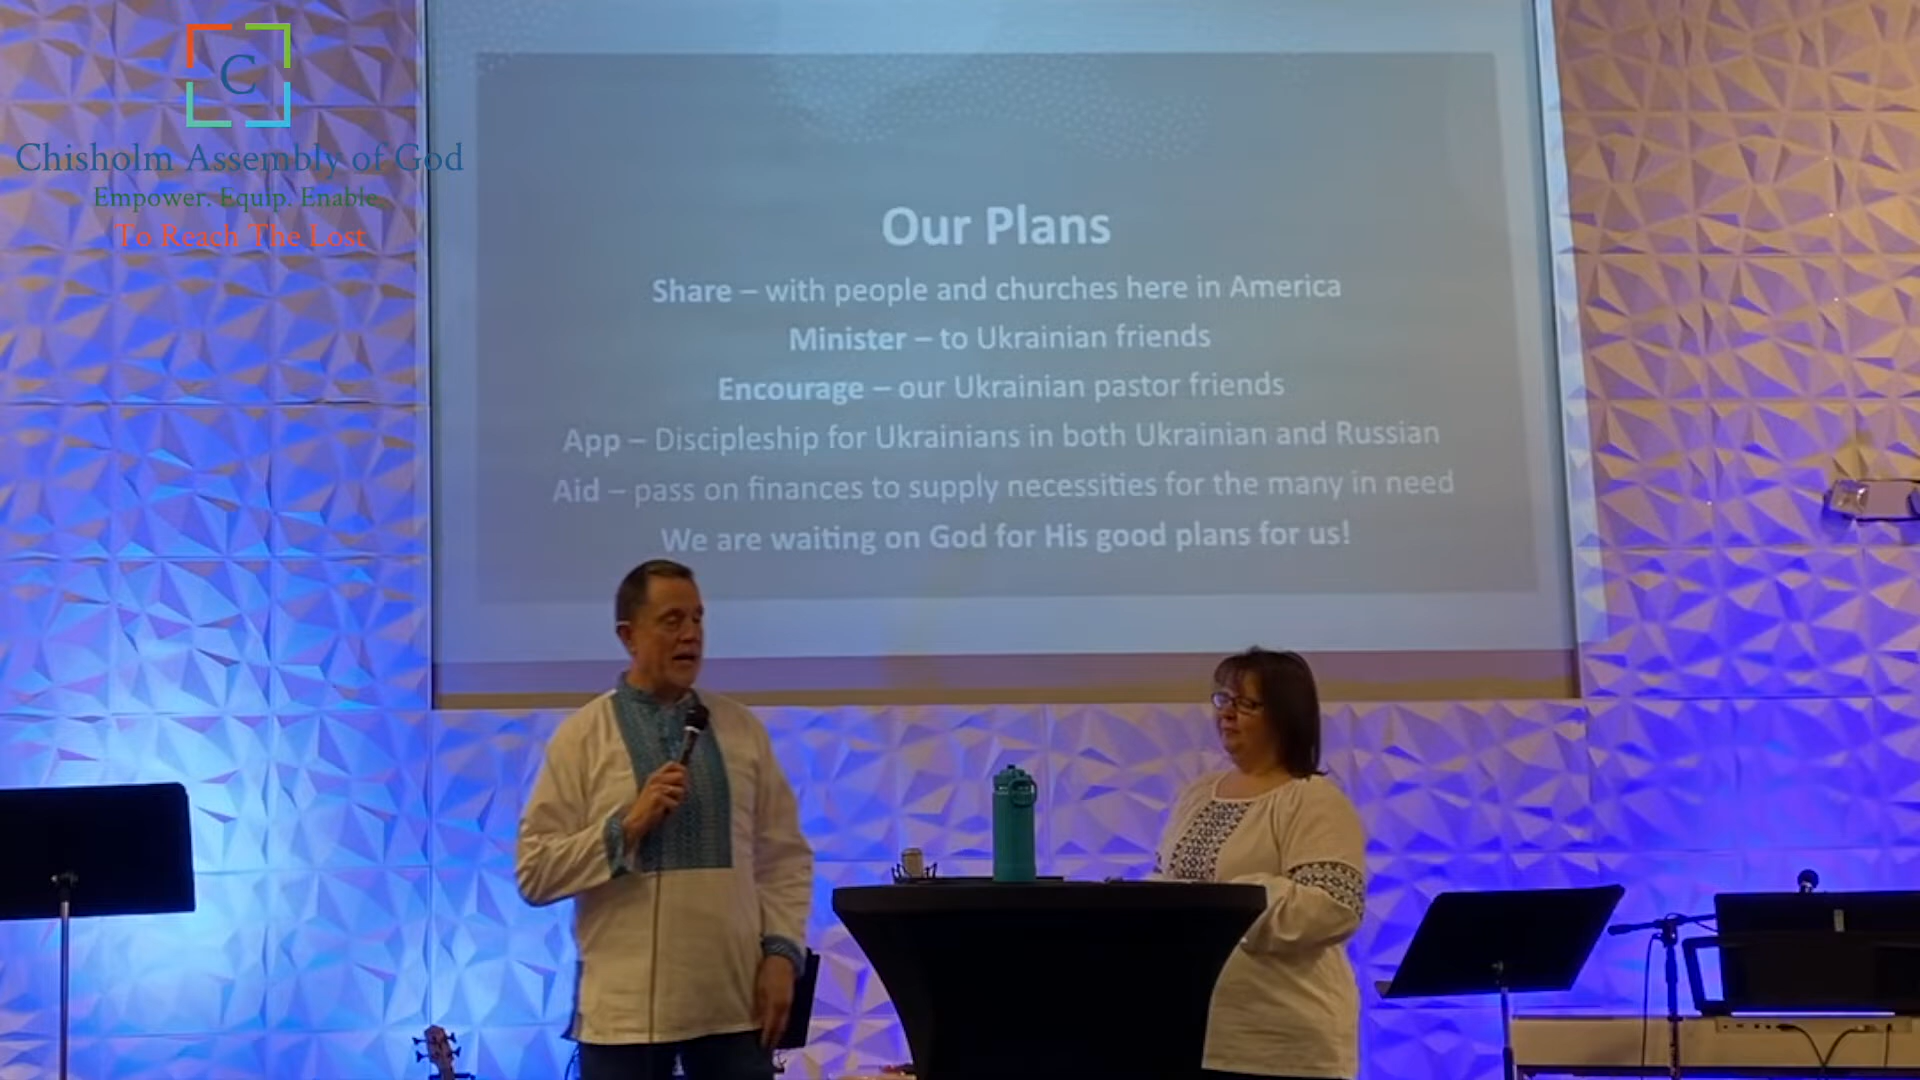 C
Chisholm Assembly of God
Empower. Equip. Enable.
To Reach The Lost
Our Plans
Share – with people and churches here in America
Minister – to Ukrainian friends
Encourage – our Ukrainian pastor friends
App – Discipleship for Ukrainians in both Ukrainian and Russian
Aid – pass on finances to supply necessities for the many in need
We are waiting on God for His good plans for us!